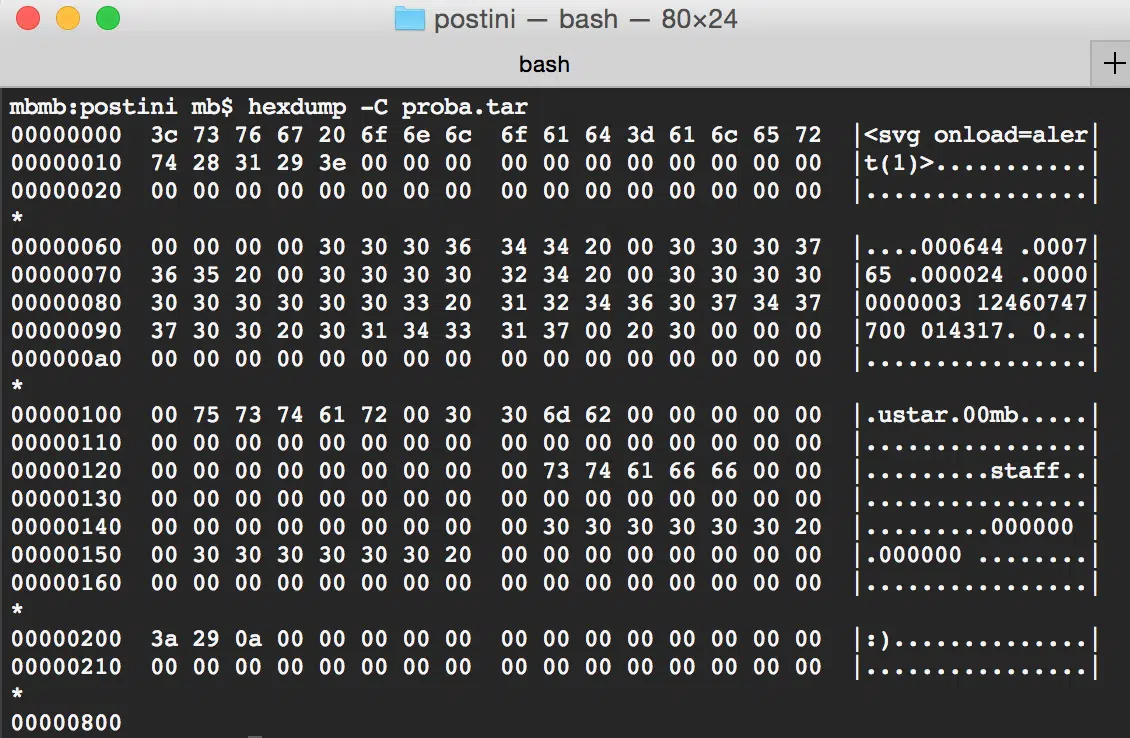 postini — bash — 80×24
bash
+
mbmb:postini mb$ hexdump -C proba.tar
00000000  3c 73 76 67 20 6f 6e 6c  6f 61 64 3d 61 6c 65 72  |<svg onload=aler|
00000010  74 28 31 29 3e 00 00 00  00 00 00 00 00 00 00 00  |t(1)>...........|
00000020  00 00 00 00 00 00 00 00  00 00 00 00 00 00 00 00  |................|
*
00000060  00 00 00 00 30 30 30 36  34 34 20 00 30 30 30 37  |....000644 .0007|
00000070  36 35 20 00 30 30 30 30  32 34 20 00 30 30 30 30  |65 .000024 .0000|
00000080  30 30 30 30 30 30 33 20  31 32 34 36 30 37 34 37  |0000003 12460747|
00000090  37 30 30 20 30 31 34 33  31 37 00 20 30 00 00 00  |700 014317. 0...|
000000a0  00 00 00 00 00 00 00 00  00 00 00 00 00 00 00 00  |................|
*
00000100  00 75 73 74 61 72 00 30  30 6d 62 00 00 00 00 00  |.ustar.00mb.....|
00000110  00 00 00 00 00 00 00 00  00 00 00 00 00 00 00 00  |................|
00000120  00 00 00 00 00 00 00 00  00 73 74 61 66 66 00 00  |.........staff..|
00000130  00 00 00 00 00 00 00 00  00 00 00 00 00 00 00 00  |................|
00000140  00 00 00 00 00 00 00 00  00 30 30 30 30 30 30 20  |.........000000 |
00000150  00 30 30 30 30 30 30 20  00 00 00 00 00 00 00 00  |.000000 ........|
00000160  00 00 00 00 00 00 00 00  00 00 00 00 00 00 00 00  |................|
*
00000200  3a 29 0a 00 00 00 00 00  00 00 00 00 00 00 00 00  |:)..............|
00000210  00 00 00 00 00 00 00 00  00 00 00 00 00 00 00 00  |................|
*
00000800